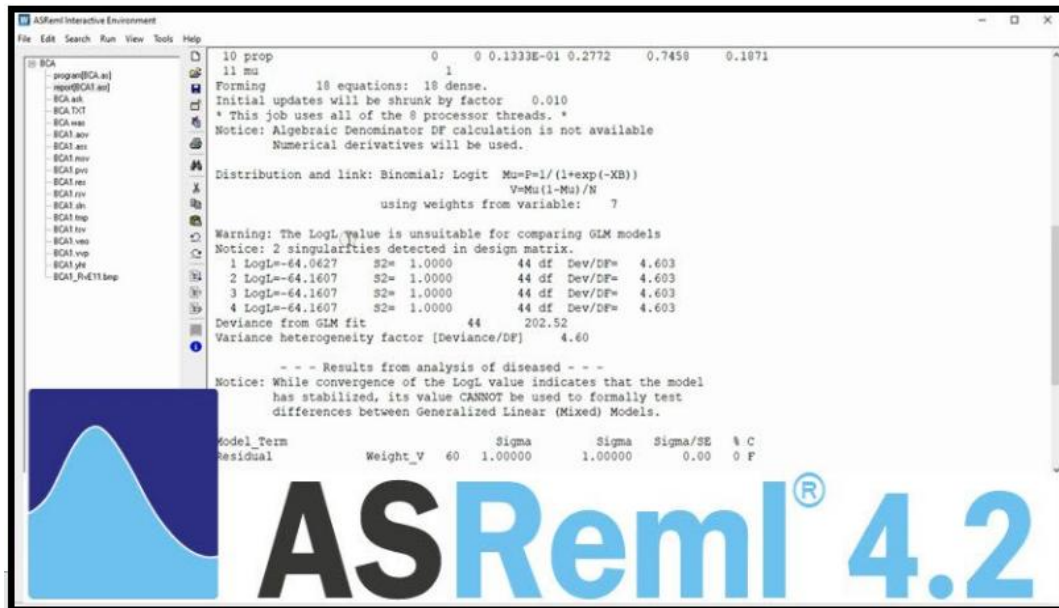 ASReml Interactive Environment
File Edit Search Run View Tools Help
BCA
program[BCA.as]
report[BCA1.asr]
BCA.ask
BCA.TXT
BCA.was
BCA1.aov
BCA1.ass
BCA1.msv
BCA1.pvs
BCA1.res
BCA1.rsv
BCA1.sln
BCA1.tmp
BCA1.tsv
BCA1.veo
BCA1.vvp
BCA1.yht
BCA1_RvE11.bmp
10 prop 0 0 0.1333E-01 0.2772 0.7458 0.1871
11 mu 1
Forming 18 equations: 18 dense.
Initial updates will be shrunk by factor 0.010
* This job uses all of the 8 processor threads. *
Notice: Algebraic Denominator DF calculation is not available
Numerical derivatives will be used.
Distribution and link: Binomial; Logit Mu=P=1/(1+exp(-XB))
V=Mu(1-Mu)/N
using weights from variable: 7
Warning: The LogL value is unsuitable for comparing GLM models
Notice: 2 singularities detected in design matrix.
1 LogL=-64.0627 S2= 1.0000 44 df Dev/DF= 4.603
2 LogL=-64.1607 S2= 1.0000 44 df Dev/DF= 4.603
3 LogL=-64.1607 S2= 1.0000 44 df Dev/DF= 4.603
4 LogL=-64.1607 S2= 1.0000 44 df Dev/DF= 4.603
Deviance from GLM fit 44 202.52
Variance heterogeneity factor [Deviance/DF] 4.60
- - - Results from analysis of diseased - - -
Notice: While convergence of the LogL value indicates that the model
has stabilized, its value CANNOT be used to formally test
differences between Generalized Linear (Mixed) Models.
Model_Term Sigma Sigma Sigma/SE % C
Residual Weight_V 60 1.00000 1.00000 0.00 0 F
ASReml® 4.2